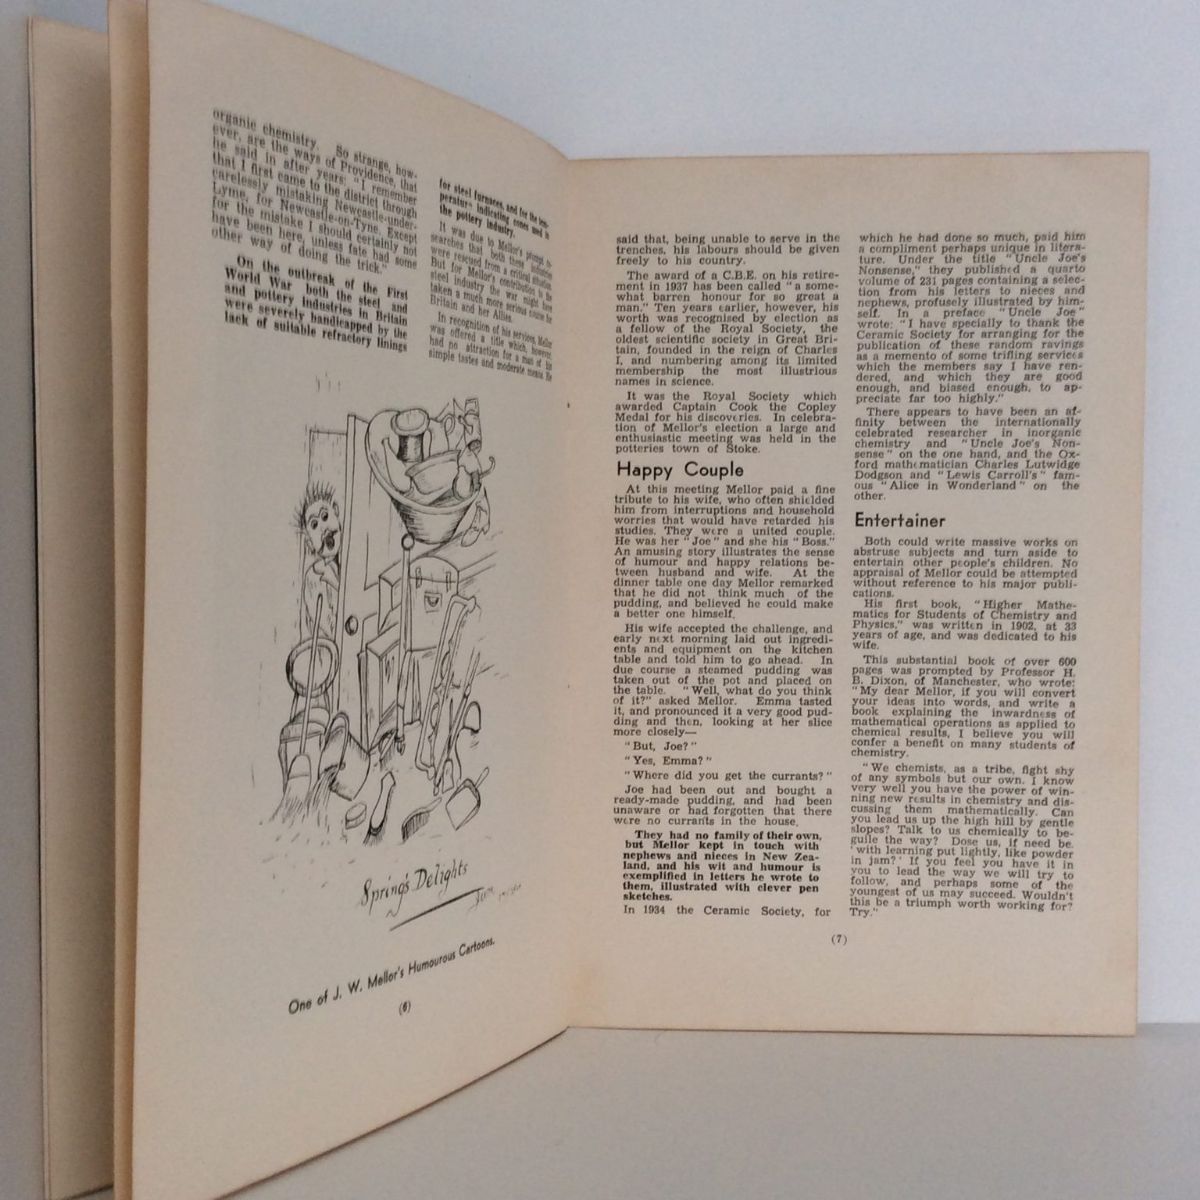 organic chemistry. So strange, how-
ever, are the ways of Providence, that
he said in after years: "I remember
that I first came to the district through
carelessly mistaking Newcastle-under-
Lyme, for Newcastle-on-Tyne. Except
for the mistake I should certainly not
have been here, unless fate had some
other way of doing the trick."
On the outbreak of the First
World War both the steel and
and pottery industries in Britain
were severely handicapped by the
lack of suitable refractory linings
for steel furnaces, and for the tem-
perature indicating cones used in
the pottery industry.
It was due to Mellor's prompt re-
searches that both these industries
were rescued from a critical situation.
But for Mellor's contribution to the
steel industry the war might have
taken a much more serious course for
Britain and her Allies.
In recognition of his services, Mellor
was offered a title which, however,
had no attraction for a man of his
simple tastes and moderate means. He
Spring's Delights
One of J. W. Mellor's Humourous Cartoons.
(6)
said that, being unable to serve in the
trenches, his labours should be given
freely to his country.
The award of a C.B.E. on his retire-
ment in 1937 has been called "a some-
what barren honour for so great a
man." Ten years earlier, however, his
worth was recognised by election as
a fellow of the Royal Society, the
oldest scientific society in Great Bri-
tain, founded in the reign of Charles
I, and numbering among its limited
membership the most illustrious
names in science.
It was the Royal Society which
awarded Captain Cook the Copley
Medal for his discoveries. In celebra-
tion of Mellor's election a large and
enthusiastic meeting was held in the
potteries town of Stoke.
Happy Couple
At this meeting Mellor paid a fine
tribute to his wife, who often shielded
him from interruptions and household
worries that would have retarded his
studies. They were a united couple.
He was her "Joe" and she his "Boss."
An amusing story illustrates the sense
of humour and happy relations be-
tween husband and wife. At the
dinner table one day Mellor remarked
that he did not think much of the
pudding, and believed he could make
a better one himself.
His wife accepted the challenge, and
early next morning laid out ingredi-
ents and equipment on the kitchen
table and told him to go ahead. In
due course a steamed pudding was
taken out of the pot and placed on
the table. "Well, what do you think
of it?" asked Mellor. Emma tasted
it, and pronounced it a very good pud-
ding and then, looking at her slice
more closely—
"But, Joe?"
"Yes, Emma?"
"Where did you get the currants?"
Joe had been out and bought a
ready-made pudding, and had been
unaware or had forgotten that there
were no currants in the house.
They had no family of their own,
but Mellor kept in touch with
nephews and nieces in New Zea-
land, and his wit and humour is
exemplified in letters he wrote to
them, illustrated with clever pen
sketches.
In 1934 the Ceramic Society, for
which he had done so much, paid him
a compliment perhaps unique in litera-
ture. Under the title "Uncle Joe's
Nonsense," they published a quarto
volume of 231 pages containing a selec-
tion from his letters to nieces and
nephews, profusely illustrated by him-
self. In a preface "Uncle Joe"
wrote: "I have specially to thank the
Ceramic Society for arranging for the
publication of these random ravings
as a memento of some trifling services
which the members say I have ren-
dered, and which they are good
enough, and biased enough, to ap-
preciate far too highly."
There appears to have been an af-
finity between the internationally
celebrated researcher in inorganic
chemistry and "Uncle Joe's Non-
sense" on the one hand, and the Ox-
ford mathematician Charles Lutwidge
Dodgson and "Lewis Carroll's" fam-
ous "Alice in Wonderland" on the
other.
Entertainer
Both could write massive works on
abstruse subjects and turn aside to
entertain other people's children. No
appraisal of Mellor could be attempted
without reference to his major publi-
cations.
His first book, "Higher Mathe-
matics for Students of Chemistry and
Physics," was written in 1902, at 33
years of age, and was dedicated to his
wife.
This substantial book of over 600
pages was prompted by Professor H.
B. Dixon, of Manchester, who wrote:
"My dear Mellor, if you will convert
your ideas into words, and write a
book explaining the inwardness of
mathematical operations as applied to
chemical results, I believe you will
confer a benefit on many students of
chemistry.
"We chemists, as a tribe, fight shy
of any symbols but our own. I know
very well you have the power of win-
ning new results in chemistry and dis-
cussing them mathematically. Can
you lead us up the high hill by gentle
slopes? Talk to us chemically to be-
guile the way? Dose us, if need be,
'with learning put lightly, like powder
in jam?' If you feel you have it in
you to lead the way we will try to
follow, and perhaps some of the
youngest of us may succeed. Wouldn't
this be a triumph worth working for?
Try."
(7)